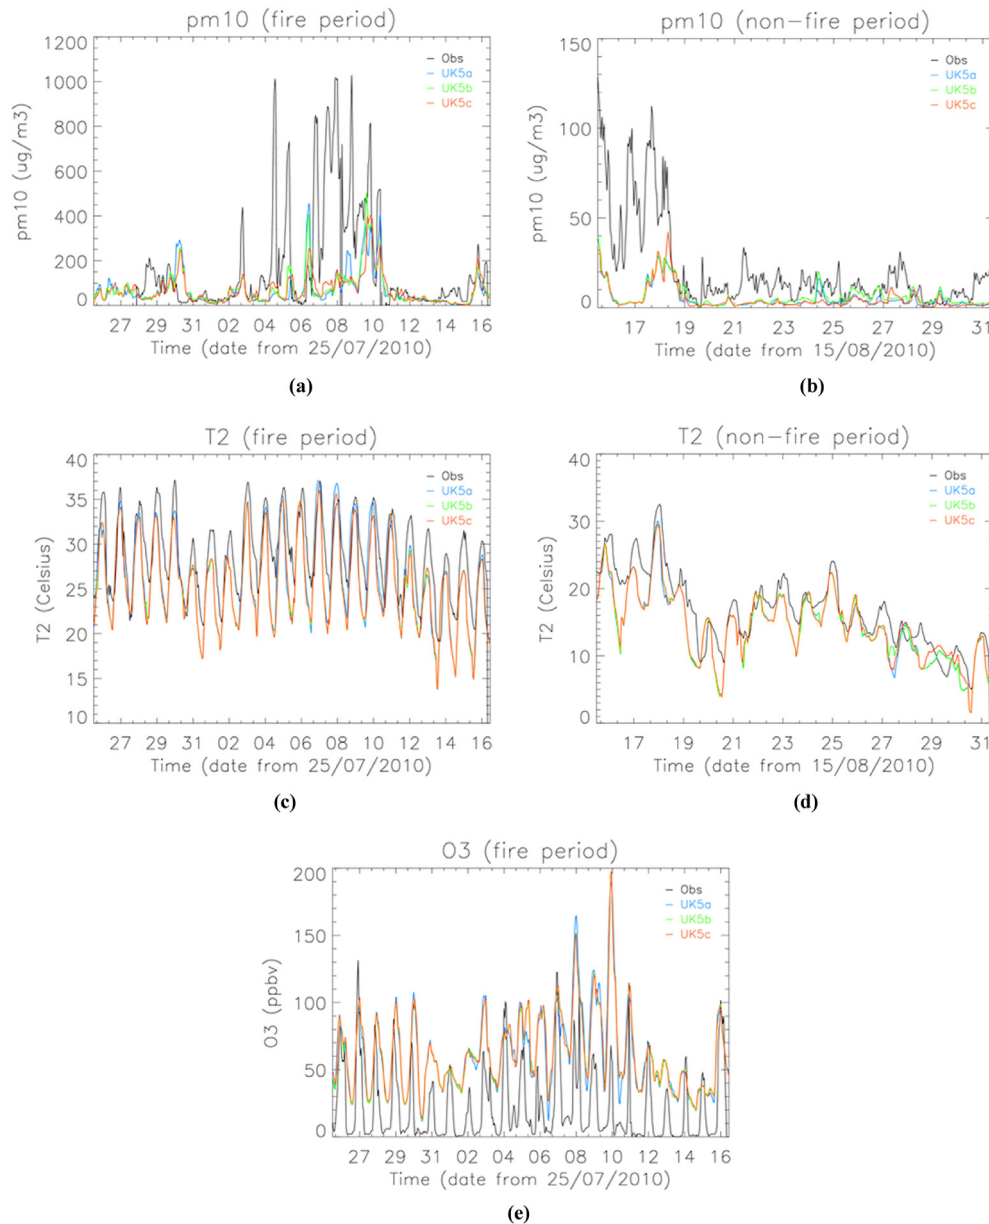 pm10 (fire period)
pm10 (ug/m3)
1200
1000
800
600
400
200
0
Obs
UK5a
UK5b
UK5c
27 29 31 02 04 06 08 10 12 14 16
Time (date from 25/07/2010)
(a)
pm10 (non-fire period)
pm10 (ug/m3)
150
100
50
0
Obs
UK5a
UK5b
UK5c
17 19 21 23 25 27 29 31
Time (date from 15/08/2010)
(b)
T2 (fire period)
T2 (Celsius)
40
35
30
25
20
15
10
Obs
UK5a
UK5b
UK5c
27 29 31 02 04 06 08 10 12 14 16
Time (date from 25/07/2010)
(c)
T2 (non-fire period)
T2 (Celsius)
40
30
20
10
0
Obs
UK5a
UK5b
UK5c
17 19 21 23 25 27 29 31
Time (date from 15/08/2010)
(d)
O3 (fire period)
O3 (ppbv)
200
150
100
50
0
Obs
UK5a
UK5b
UK5c
27 29 31 02 04 06 08 10 12 14 16
Time (date from 25/07/2010)
(e)